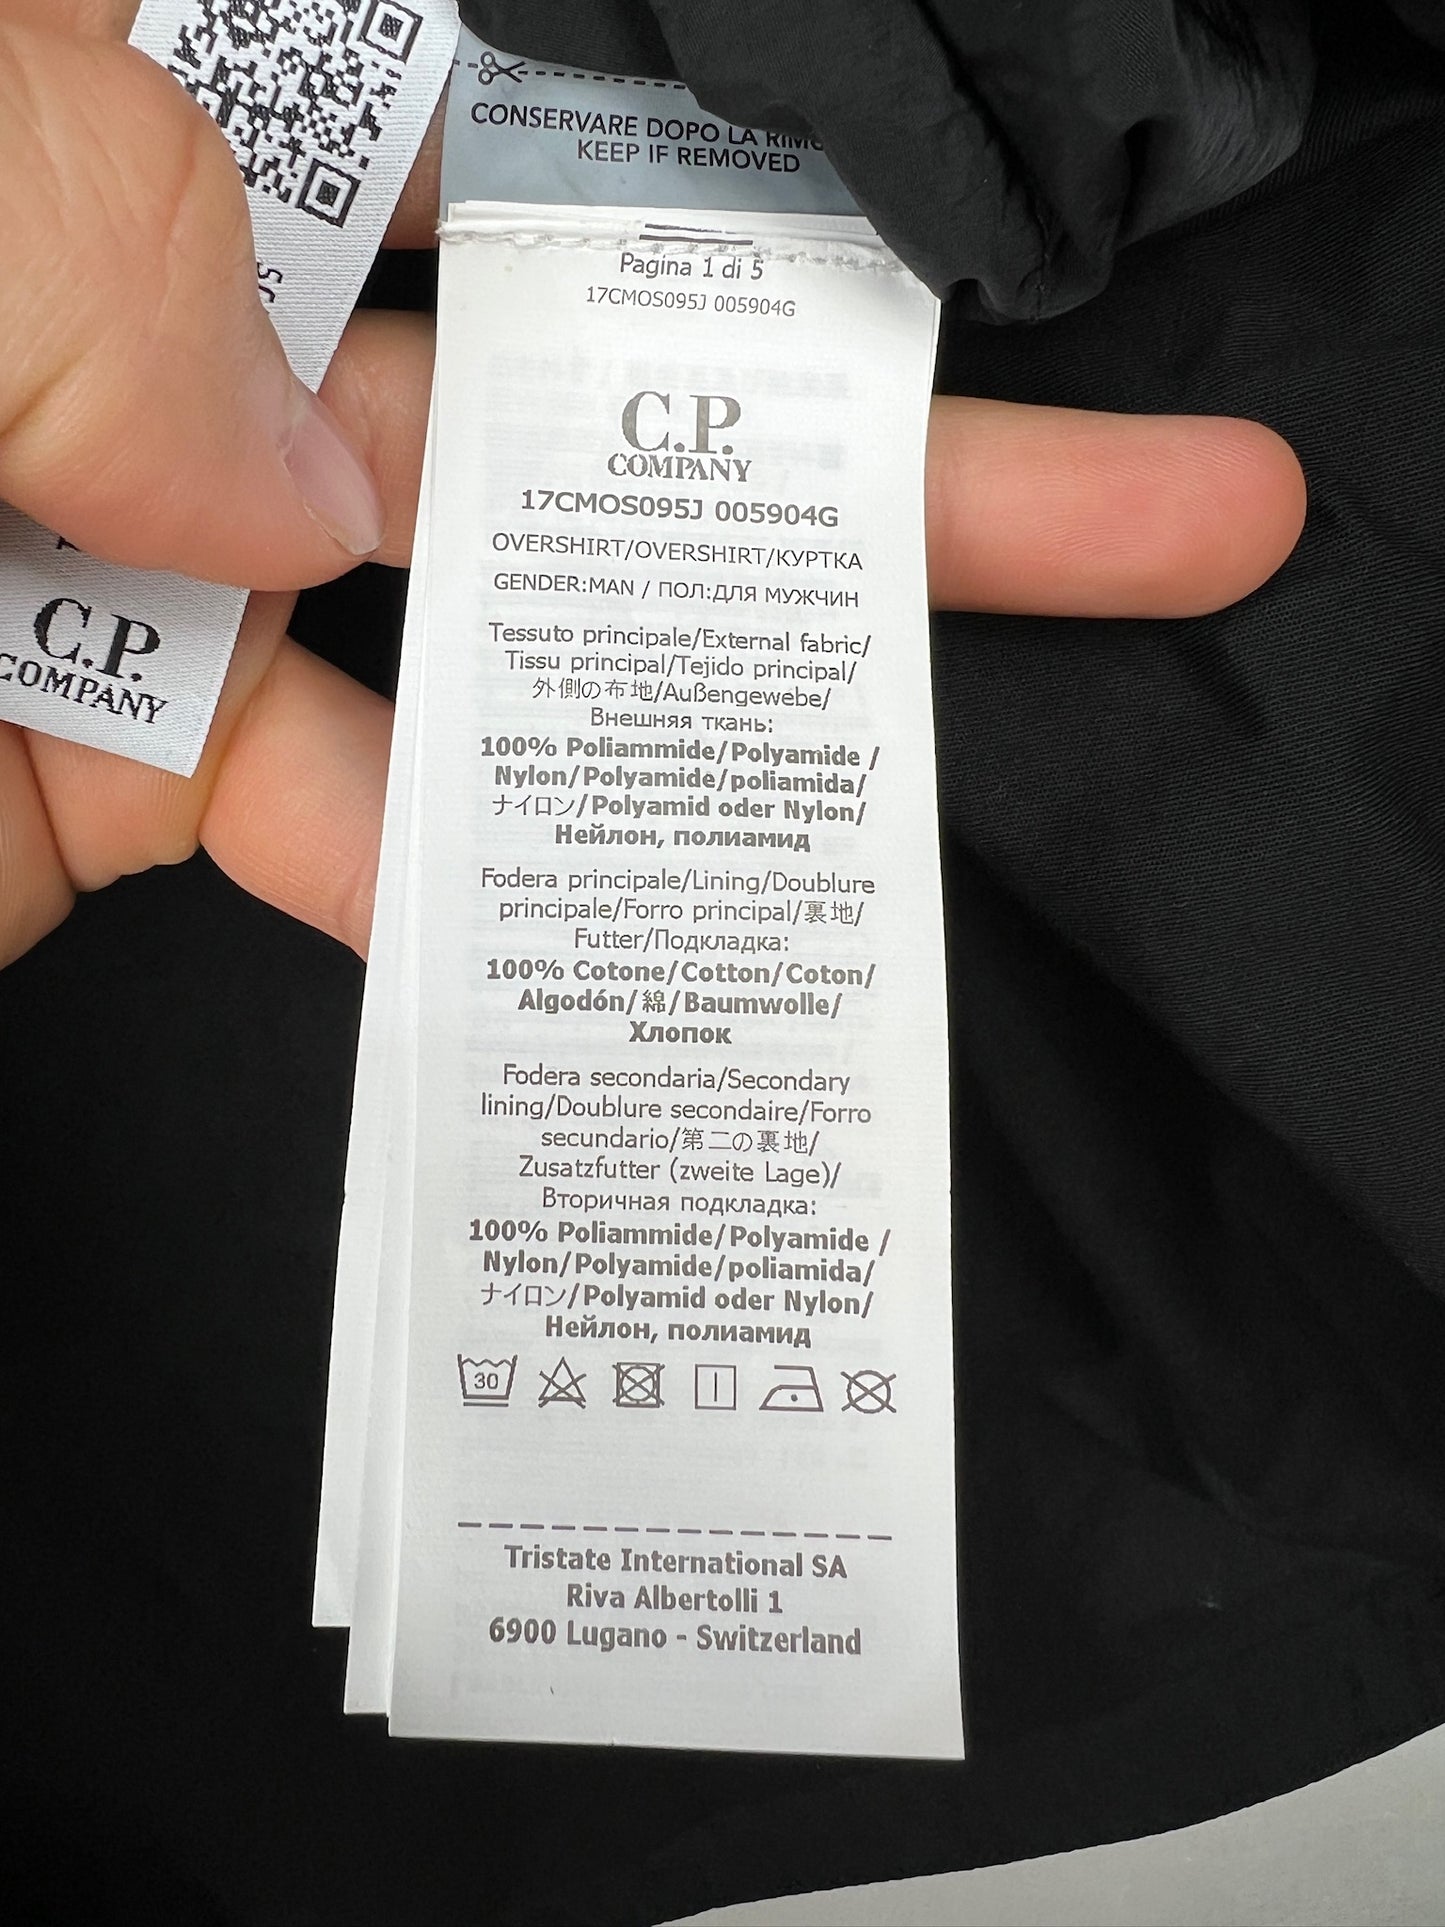 CONSERVARE DOPO LA
KEEP IF REMOVED
Pagina 1 di 5
17CMOS095J 005904G
C.P.
COMPANY
17CMOS095J 005904G
OVERSHIRT/OVERSHIRT/КУРТКА
GENDER:MAN / ПОЛ:ДЛЯ МУЖЧИН
Tessuto principale/External fabric/
Tissu principal/Tejido principal/
外側の布地/Außengewebe/
Внешняя ткань:
100% Poliammide/Polyamide /
Nylon/Polyamide/poliamida/
ナイロン/Polyamid oder Nylon/
Нейлон, полиамид
Fodera principale/Lining/Doublure
principale/Forro principal/裏地/
Futter/Подкладка:
100% Cotone/Cotton/Coton/
Algodón/綿/Baumwolle/
Хлопок
Fodera secondaria/Secondary
lining/Doublure secondaire/Forro
secundario/第二の裏地/
Zusatzfutter (zweite Lage)/
Вторичная подкладка:
100% Poliammide/Polyamide /
Nylon/Polyamide/poliamida/
ナイロン/Polyamid oder Nylon/
Нейлон, полиамид
30
Tristate International SA
Riva Albertolli 1
6900 Lugano - Switzerland
C.P.
COMPANY